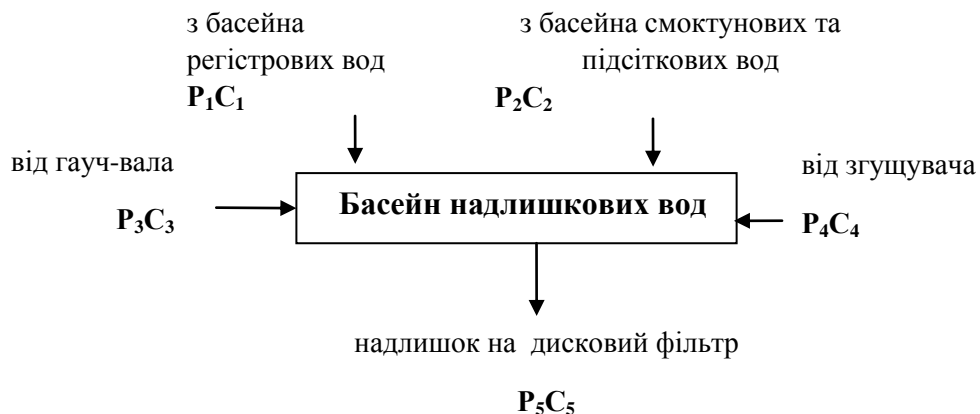 з басейна
регістрових вод
P₁C₁
з басейна смоктунових та
підсіткових вод
P₂C₂
від гауч-вала
P₃C₃
Басейн надлишкових вод
від згущувача
P₄C₄
надлишок на дисковий фільтр
P₅C₅